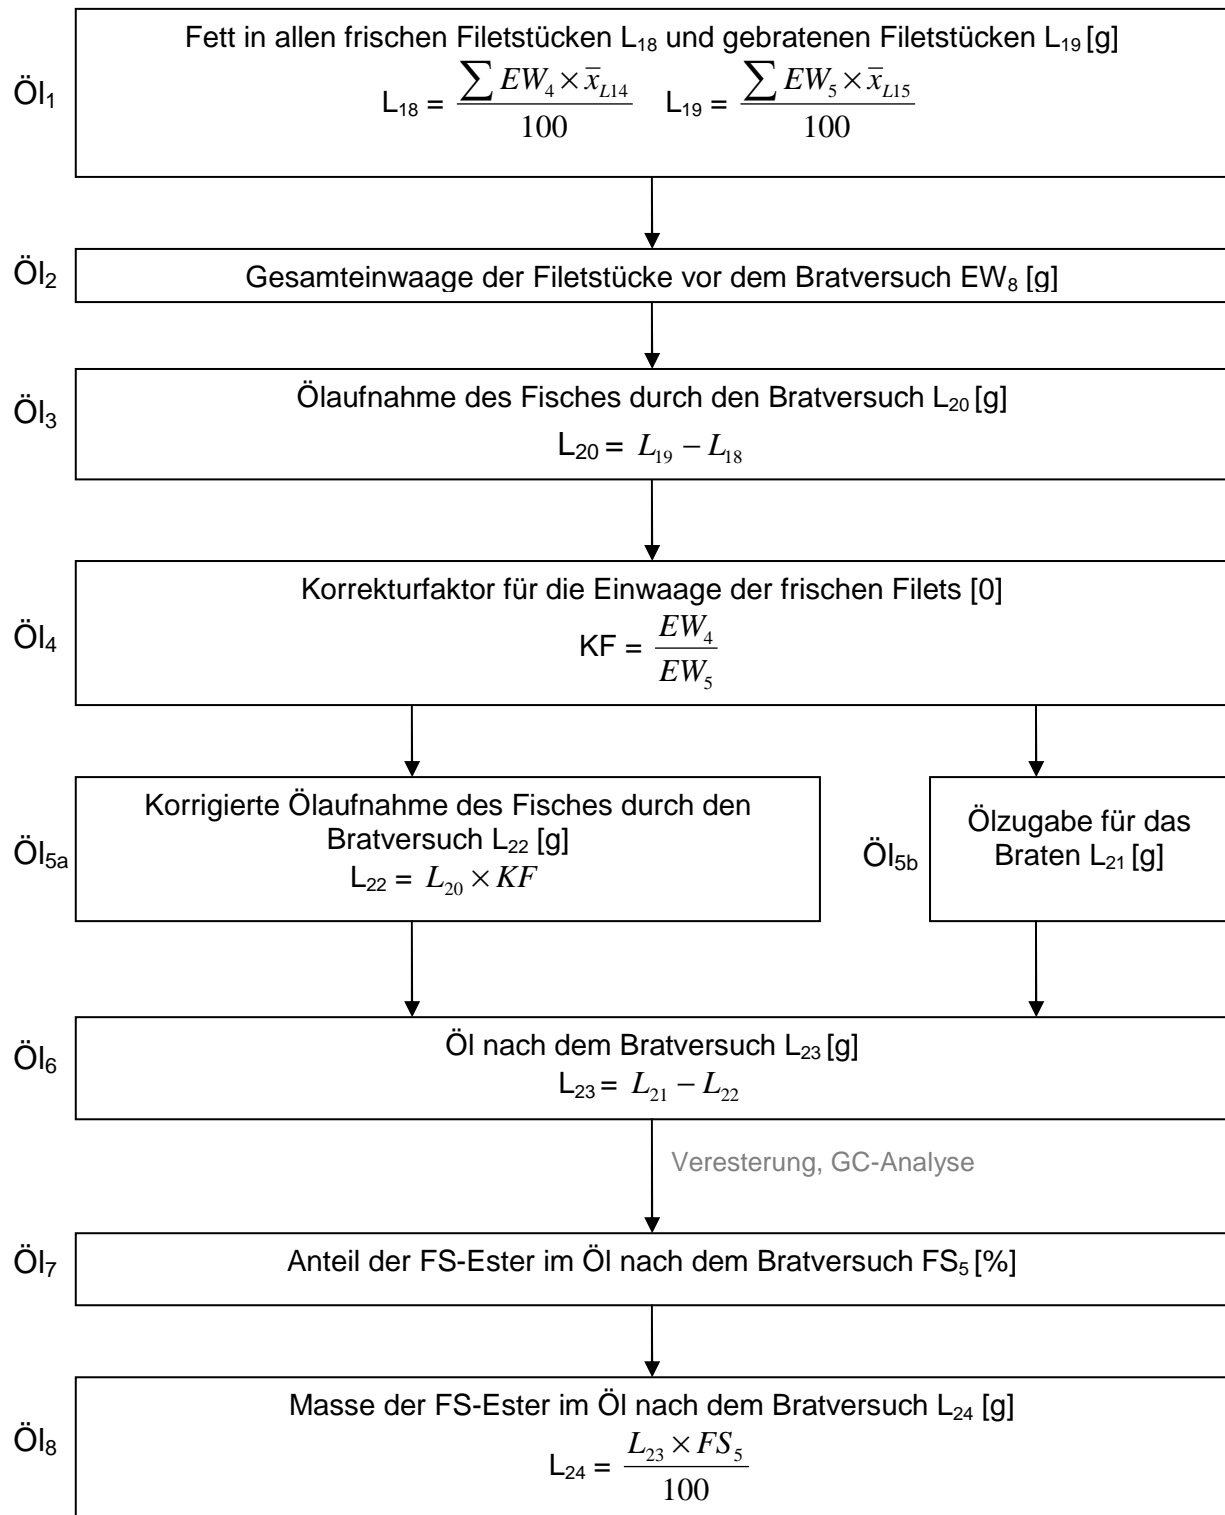 Fett in allen frischen Filetstücken L₁₈ und gebratenen Filetstücken L₁₉ [g]
Öl₁
L₁₈ = ∑ EW₄ × x̄_L14 / 100 L₁₉ = ∑ EW₅ × x̄_L15 / 100
Öl₂
Gesamteinwaage der Filetstücke vor dem Bratversuch EW₈ [g]
Öl₃
Ölaufnahme des Fisches durch den Bratversuch L₂₀ [g]
L₂₀ = L₁₉ − L₁₈
Korrekturfaktor für die Einwaage der frischen Filets [0]
Öl₄
KF = EW₄ / EW₅
Öl₅ₐ
Korrigierte Ölaufnahme des Fisches durch den
Bratversuch L₂₂ [g]
L₂₂ = L₂₀ × KF
Öl₅b
Ölzugabe für das
Braten L₂₁ [g]
Öl₆
Öl nach dem Bratversuch L₂₃ [g]
L₂₃ = L₂₁ − L₂₂
Veresterung, GC-Analyse
Öl₇
Anteil der FS-Ester im Öl nach dem Bratversuch FS₅ [%]
Masse der FS-Ester im Öl nach dem Bratversuch L₂₄ [g]
Öl₈
L₂₄ = L₂₃ × FS₅ / 100